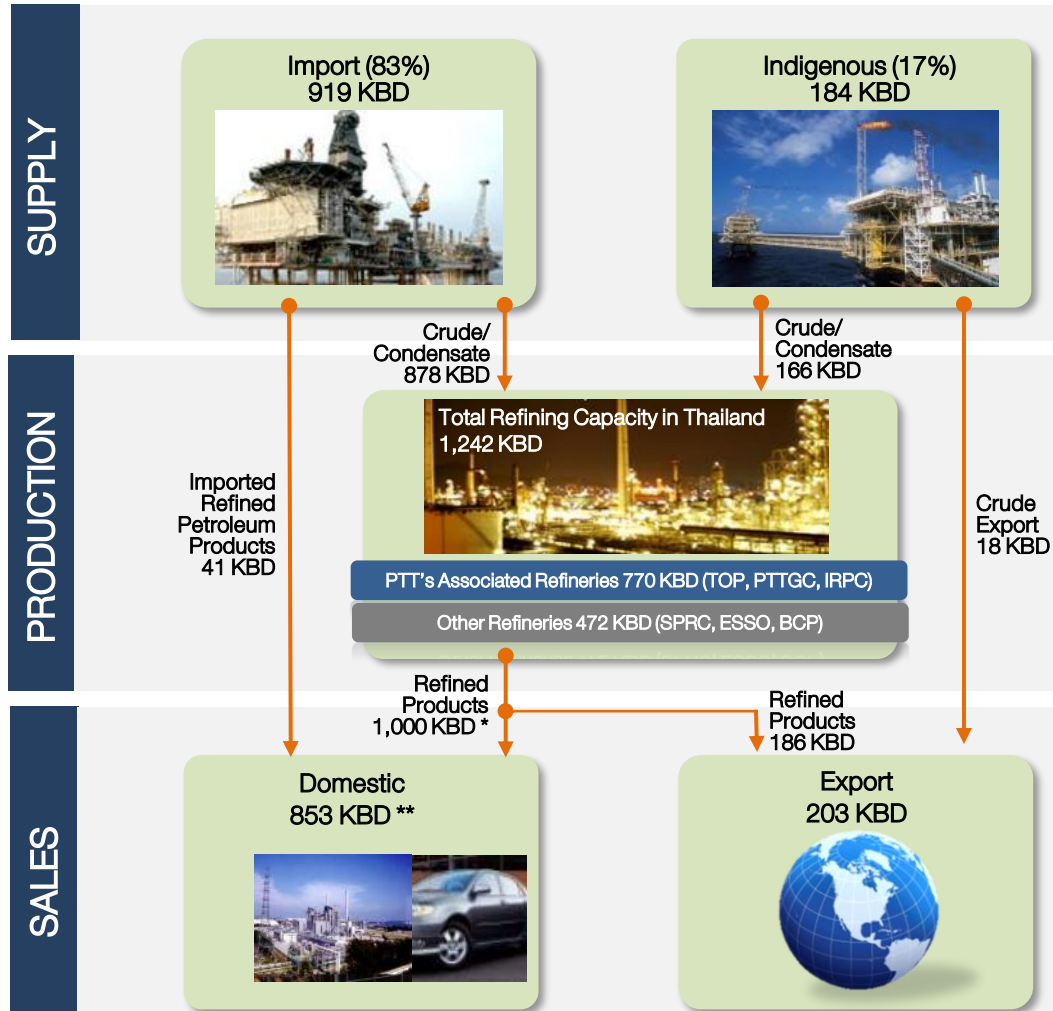 SUPPLY
Import (83%)
919 KBD
Indigenous (17%)
184 KBD
Crude/
Condensate
878 KBD
Crude/
Condensate
166 KBD
PRODUCTION
Total Refining Capacity in Thailand
1,242 KBD
Imported
Refined
Petroleum
Products
41 KBD
Crude
Export
18 KBD
PTT's Associated Refineries 770 KBD (TOP, PTTGC, IRPC)
Other Refineries 472 KBD (SPRC, ESSO, BCP)
Refined
Products
1,000 KBD *
Refined
Products
186 KBD
SALES
Domestic
853 KBD **
Export
203 KBD